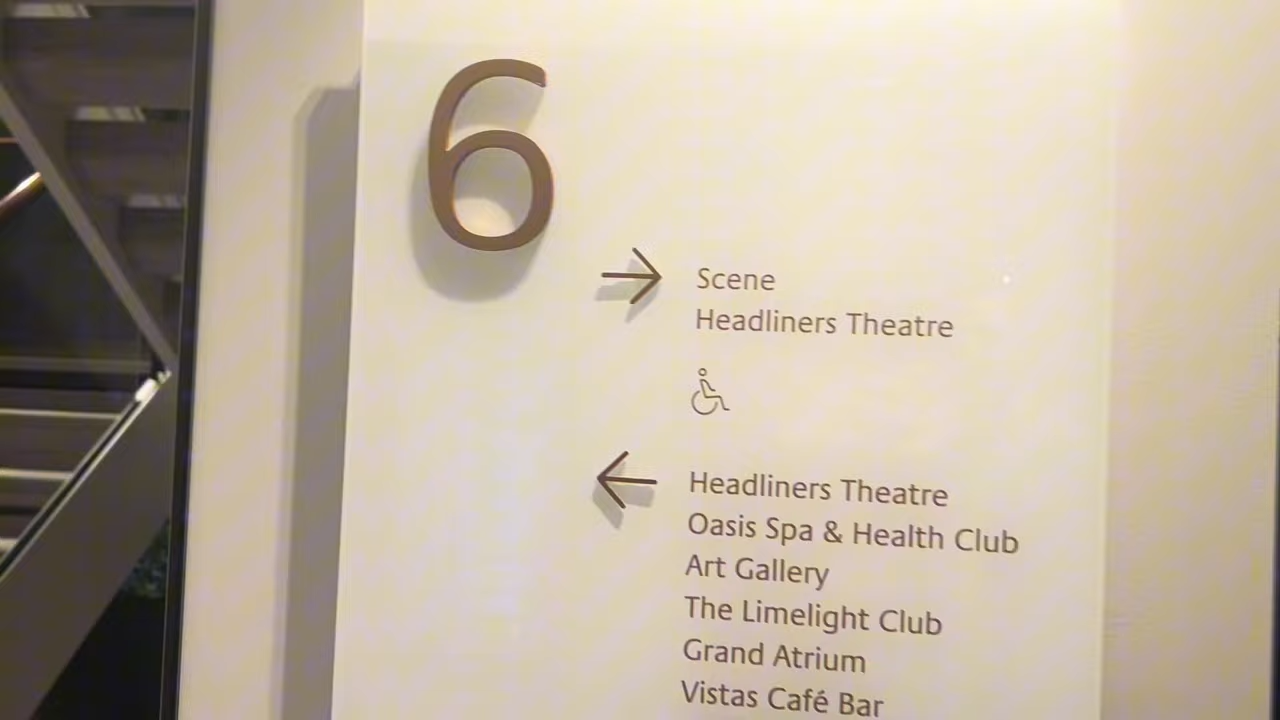 6
Scene
Headliners Theatre
Headliners Theatre
Oasis Spa & Health Club
Art Gallery
The Limelight Club
Grand Atrium
Vistas Café Bar